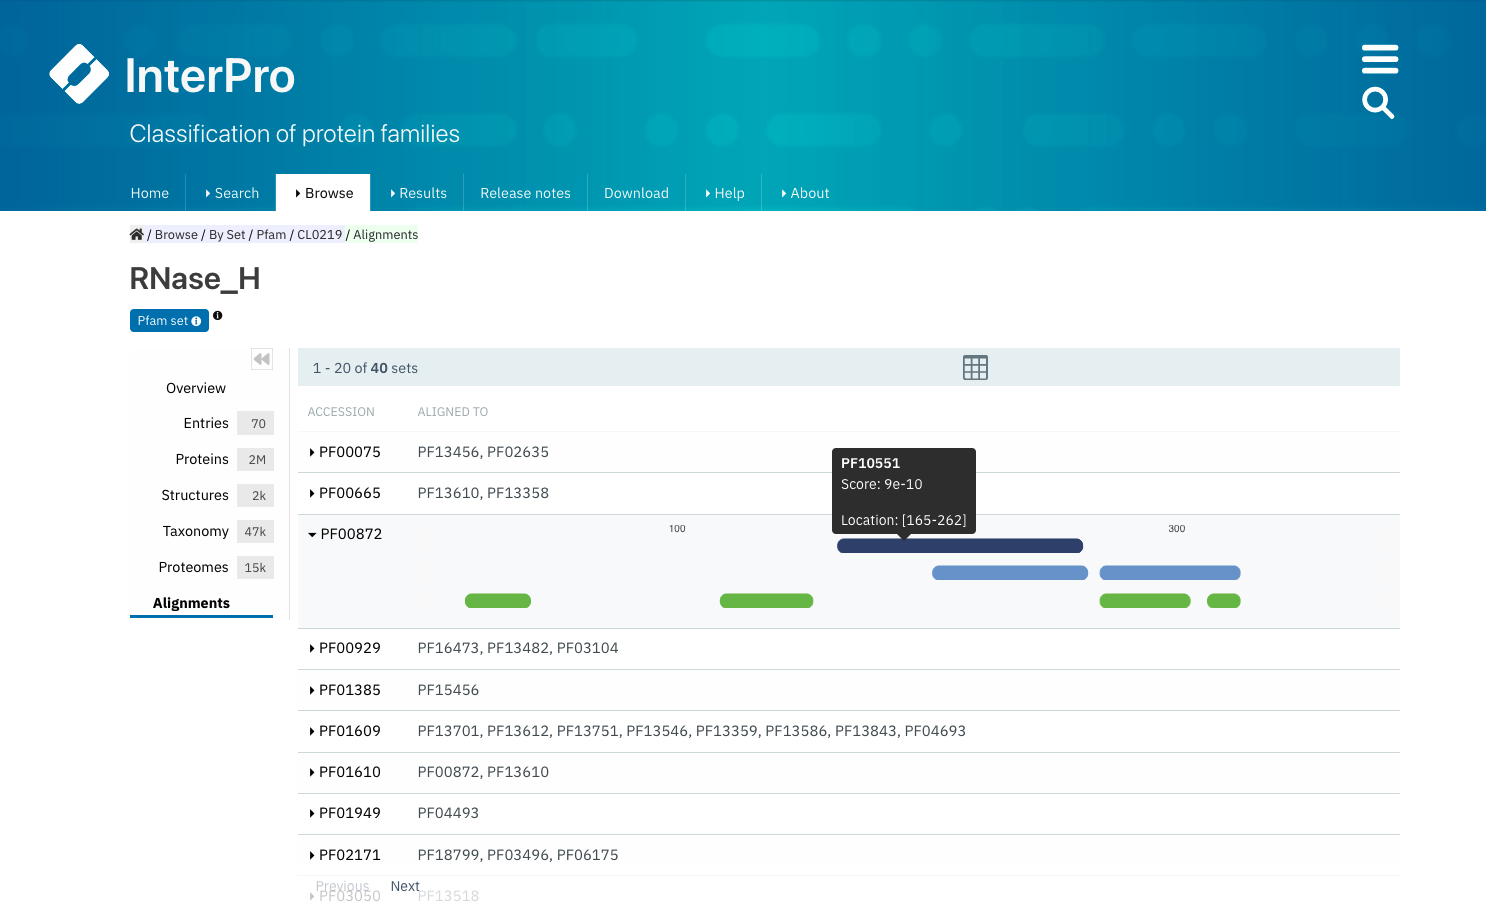 InterPro
Classification of protein families
Home Search Browse Results Release notes Download Help About
/ Browse / By Set / Pfam / CL0219 / Alignments
RNase_H
Pfam set
1 - 20 of 40 sets
Overview
Entries 70
Proteins 2M
Structures 2k
Taxonomy 47k
Proteomes 15k
Alignments
ACCESSION ALIGNED TO
PF00075 PF13456, PF02635
PF00665 PF13610, PF13358
PF10551
Score: 9e-10
Location: [165-262]
PF00872 100 300
PF00929 PF16473, PF13482, PF03104
PF01385 PF15456
PF01609 PF13701, PF13612, PF13751, PF13546, PF13359, PF13586, PF13843, PF04693
PF01610 PF00872, PF13610
PF01949 PF04493
PF02171 PF18799, PF03496, PF06175
Previous Next
PF03050 PF13518